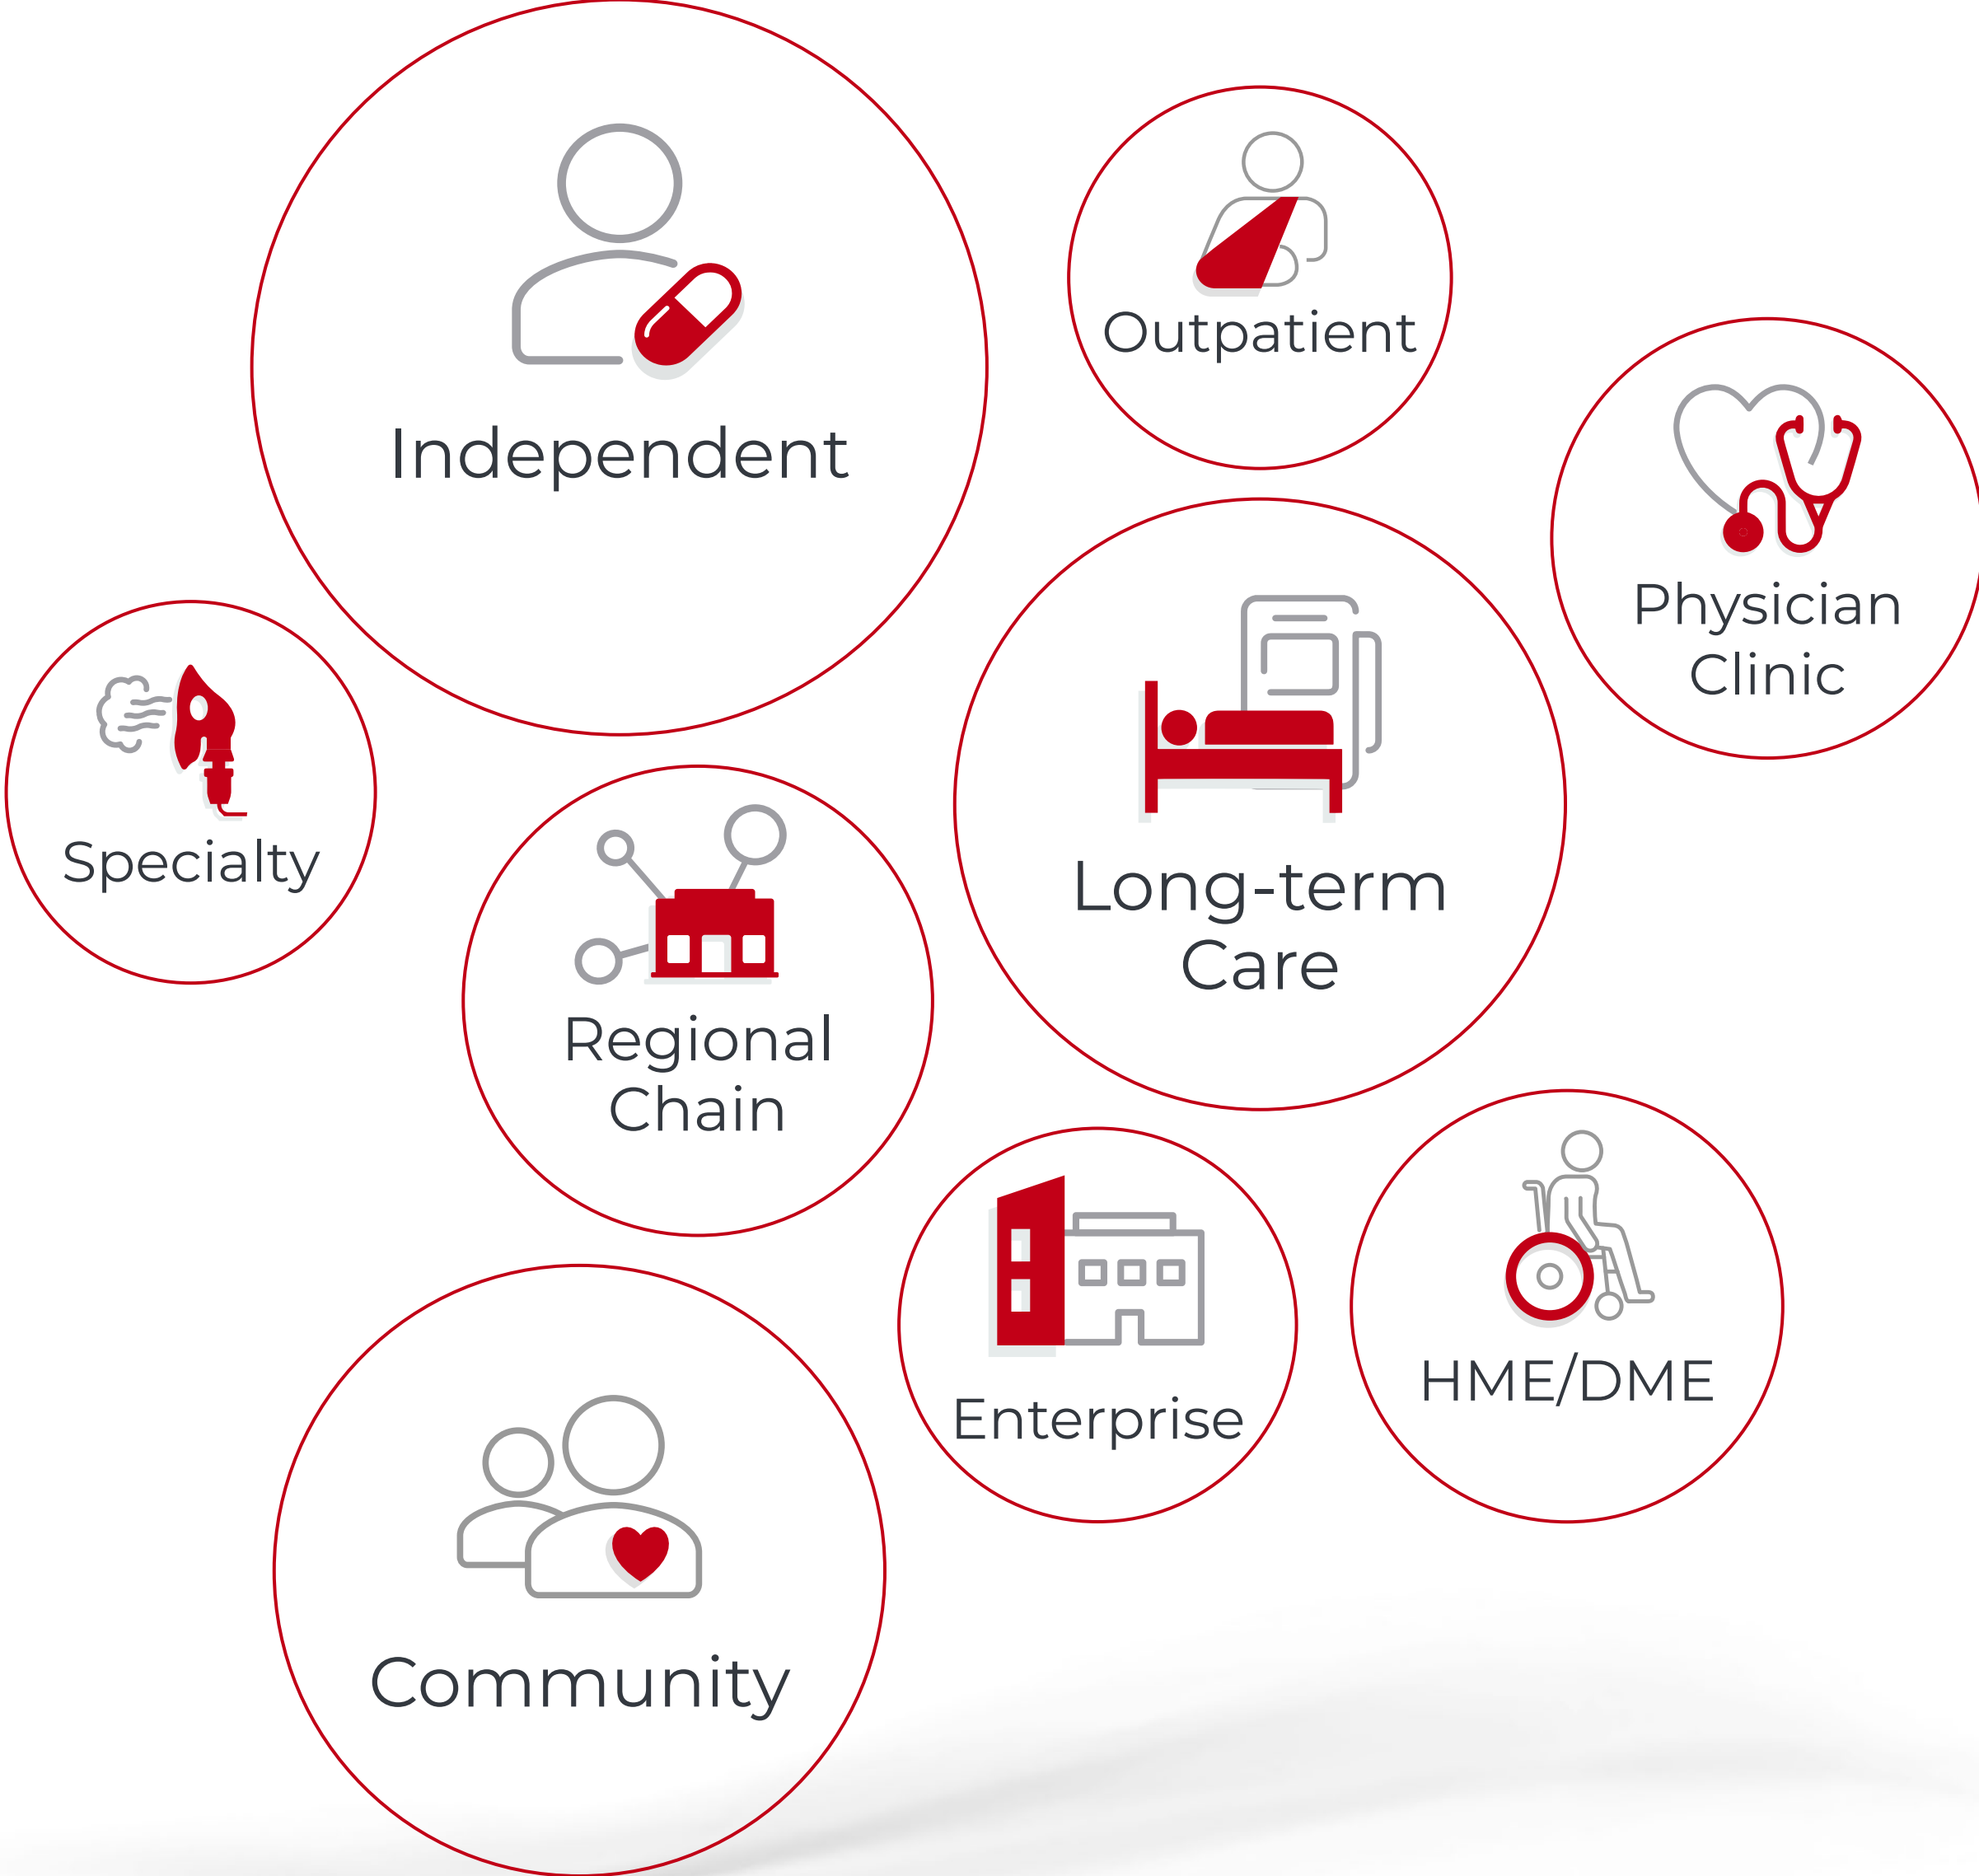 Independent
Outpatient
Physician
Clinic
Specialty
Long-term
Care
Regional
Chain
Enterprise
HME/DME
Community